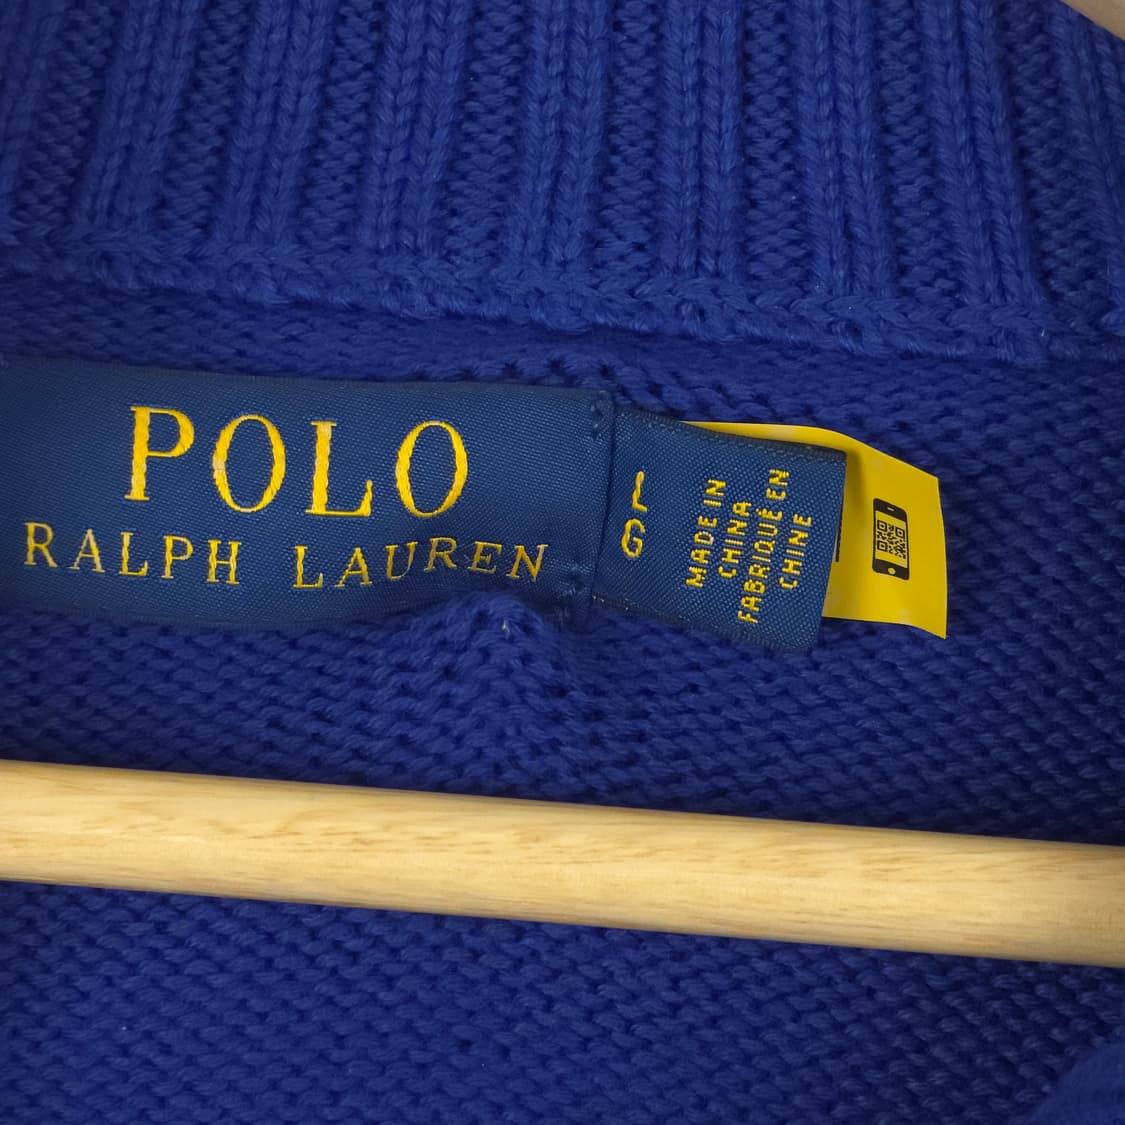 POLO
RALPH LAUREN
L
G
MADE IN
CHINA
FABRIQUÉ EN
CHINE